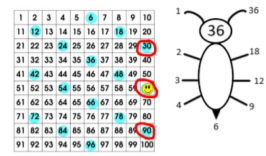 1 2 3 4 5 6 7 8 9 10
11 12 13 14 15 16 17 18 19 20
21 22 23 24 25 26 27 28 29 30
31 32 33 34 35 36 37 38 39 40
41 42 43 44 45 46 47 48 49 50
51 52 53 54 55 56 57 58 59
61 62 63 64 65 66 67 68 69 70
71 72 73 74 75 76 77 78 79 80
81 82 83 84 85 86 87 88 89 90
91 92 93 94 95 96 97 98 99 100
1 36
36
2 18
3 12
4 9
6